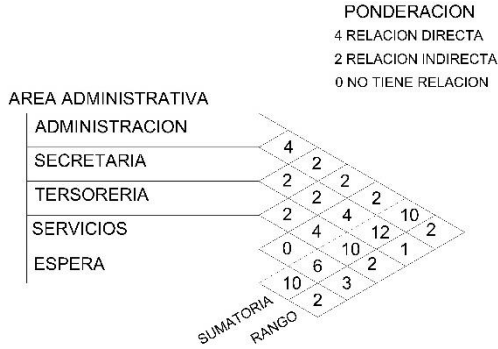 PONDERACION
4 RELACION DIRECTA
2 RELACION INDIRECTA
0 NO TIENE RELACION
AREA ADMINISTRATIVA
ADMINISTRACION
4
SECRETARIA 2
2 2
TERSORERIA 2 2
2 4 10
SERVICIOS 4 12 2
0 10 1
ESPERA 6 2
10 3
SUMATORIA 2
RANGO